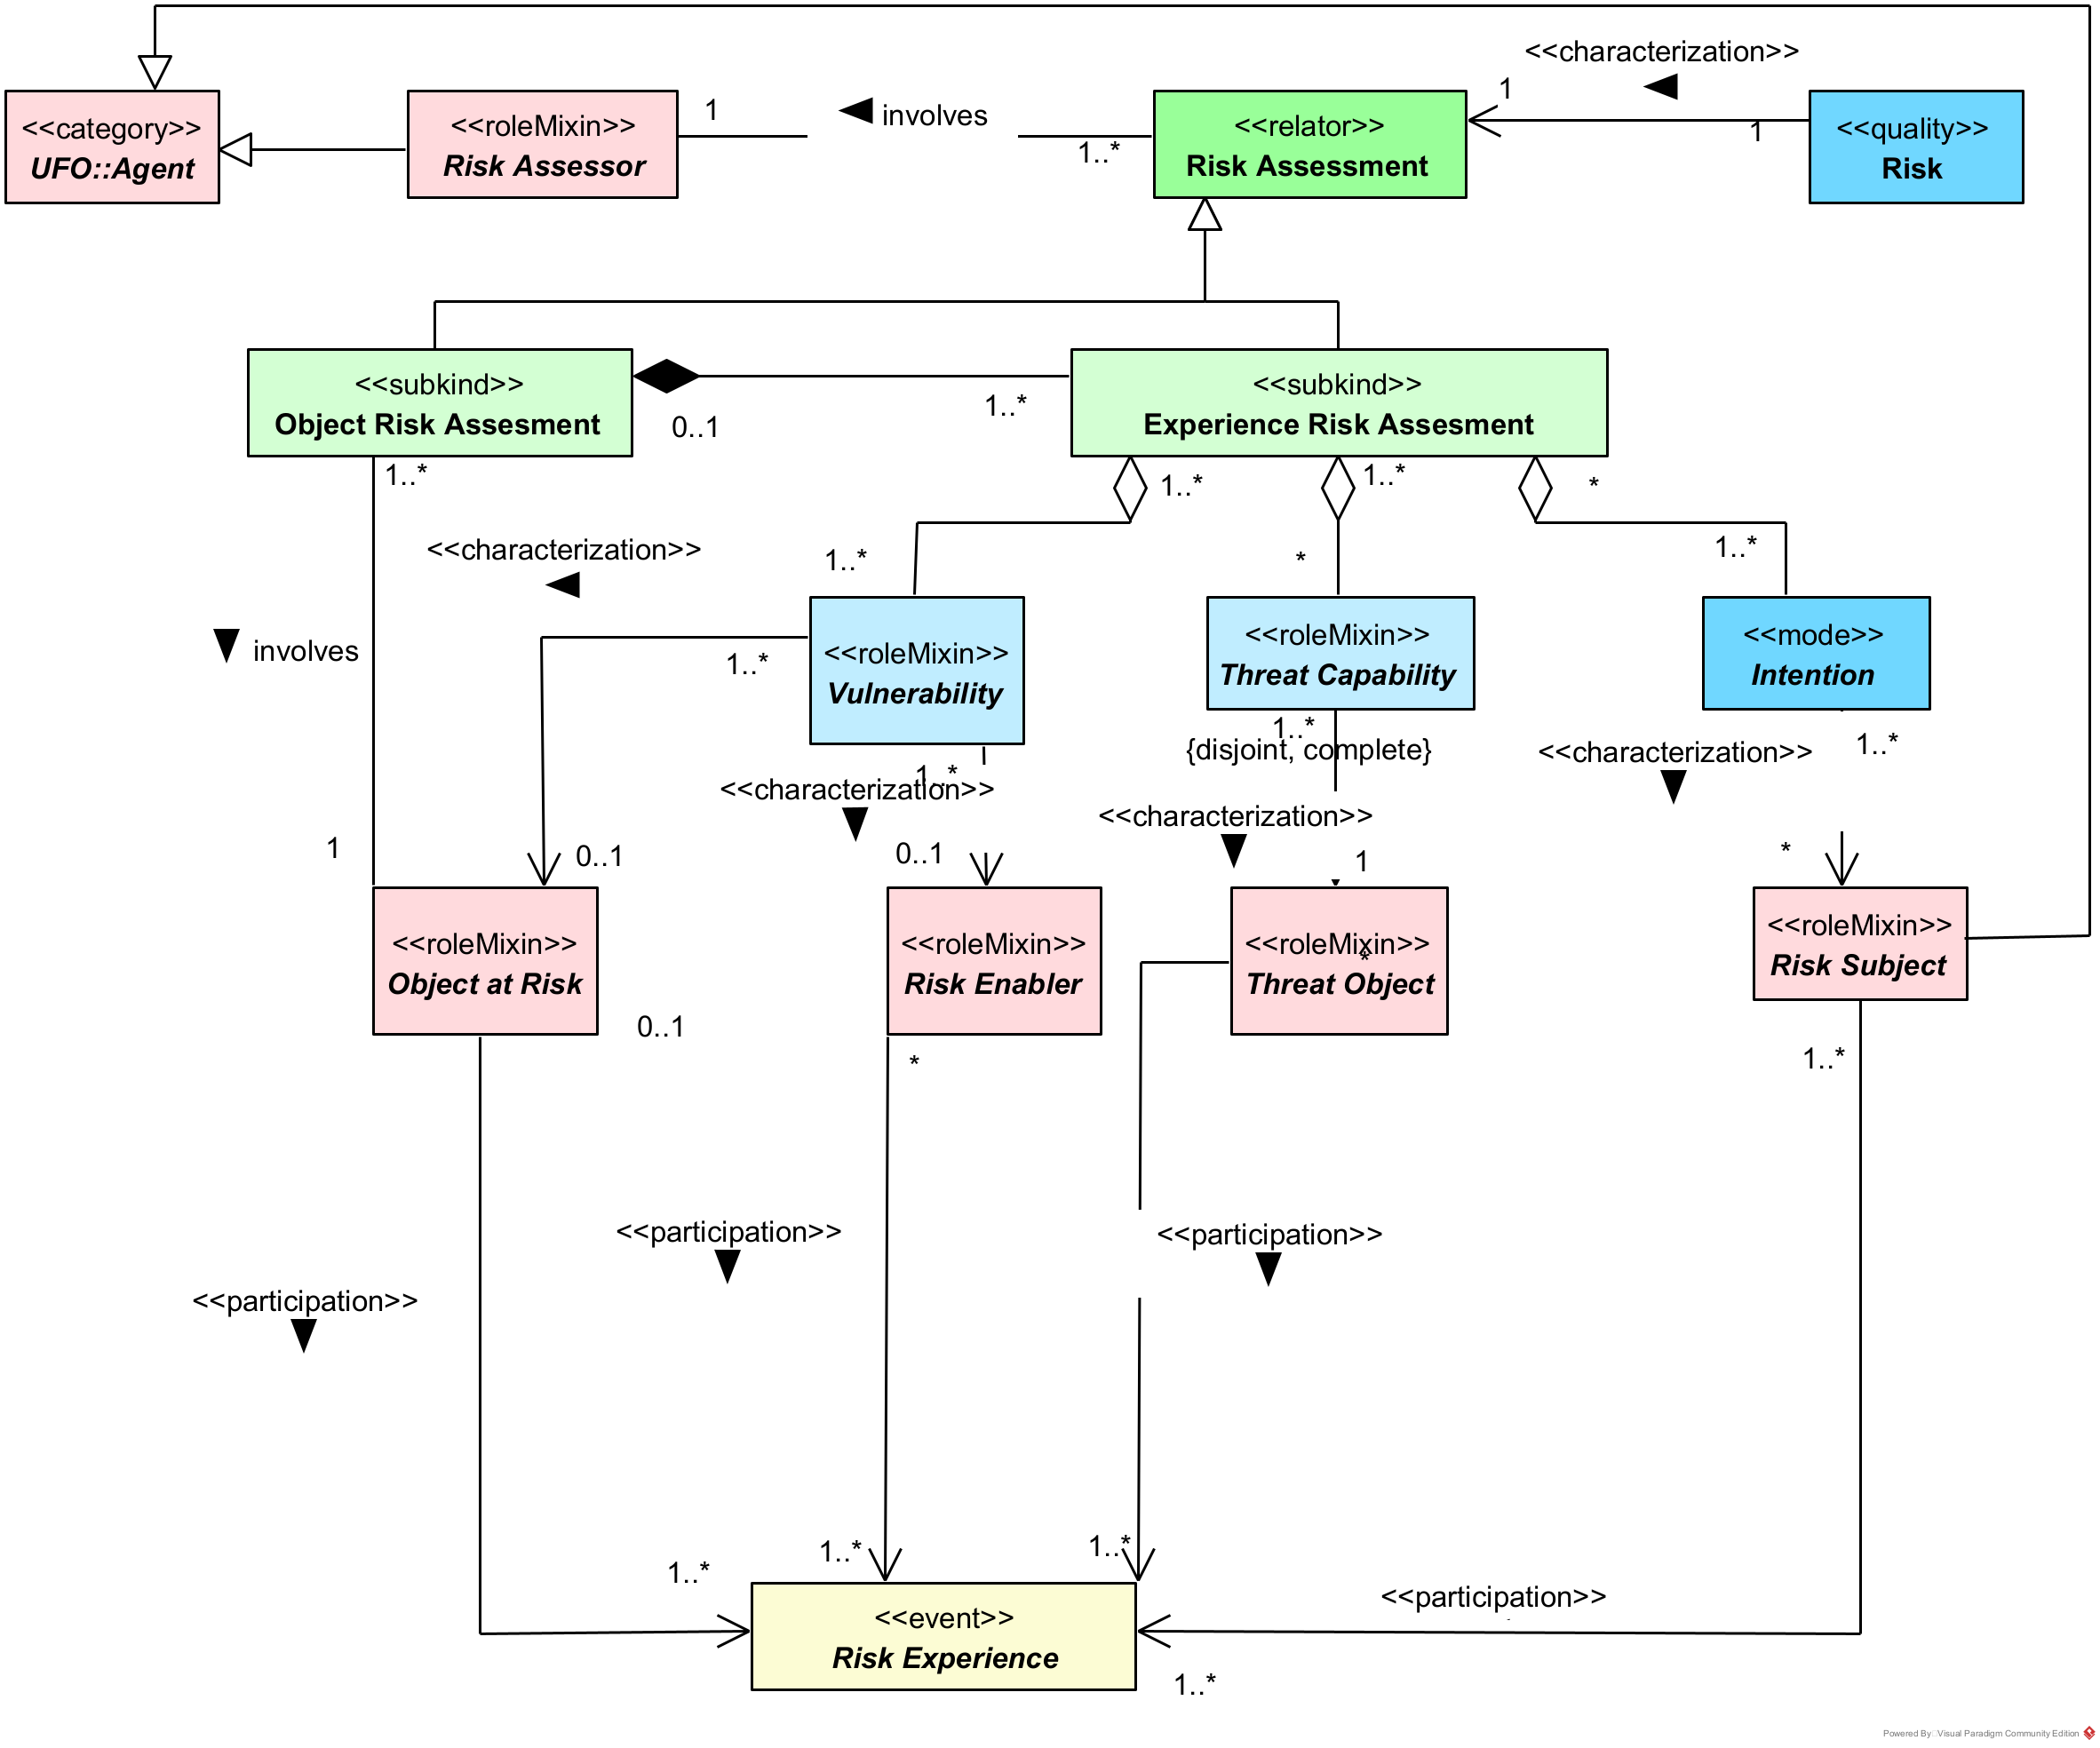 <<characterization>>
1
1
<<category>>
UFO::Agent
<<roleMixin>>
Risk Assessor
1
involves
1..*
<<relator>>
Risk Assessment
<<quality>>
Risk
<<subkind>>
Object Risk Assesment
0..1
1..*
<<subkind>>
Experience Risk Assesment
1..*
1..*
1..*
*
<<characterization>>
1..*
*
1..*
involves
1..*
<<roleMixin>>
Vulnerability
<<roleMixin>>
Threat Capability
<<mode>>
Intention
1..*
<<characterization>>
1..*
{disjoint, complete}
<<characterization>>
<<characterization>>
1..*
1
0..1
0..1
1
*
<<roleMixin>>
Object at Risk
<<roleMixin>>
Risk Enabler
<<roleMixin>>
*
Threat Object
<<roleMixin>>
Risk Subject
0..1
*
1..*
<<participation>>
<<participation>>
<<participation>>
1..*
1..*
1..*
<<participation>>
<<event>>
Risk Experience
1..*
Powered By Visual Paradigm Community Edition